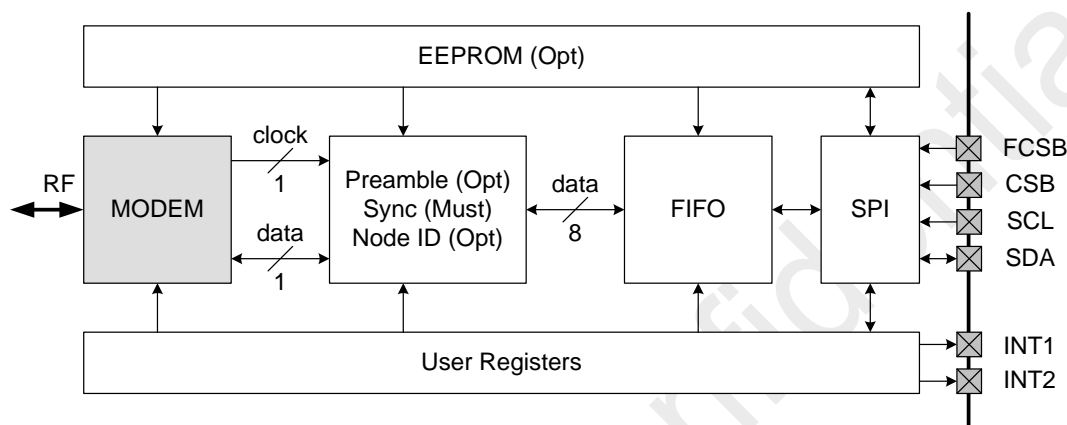 EEPROM (Opt)
RF
MODEM
clock
1
data
1
Preamble (Opt)
Sync (Must)
Node ID (Opt)
data
8
FIFO
SPI
FCSB
CSB
SCL
SDA
User Registers
INT1
INT2